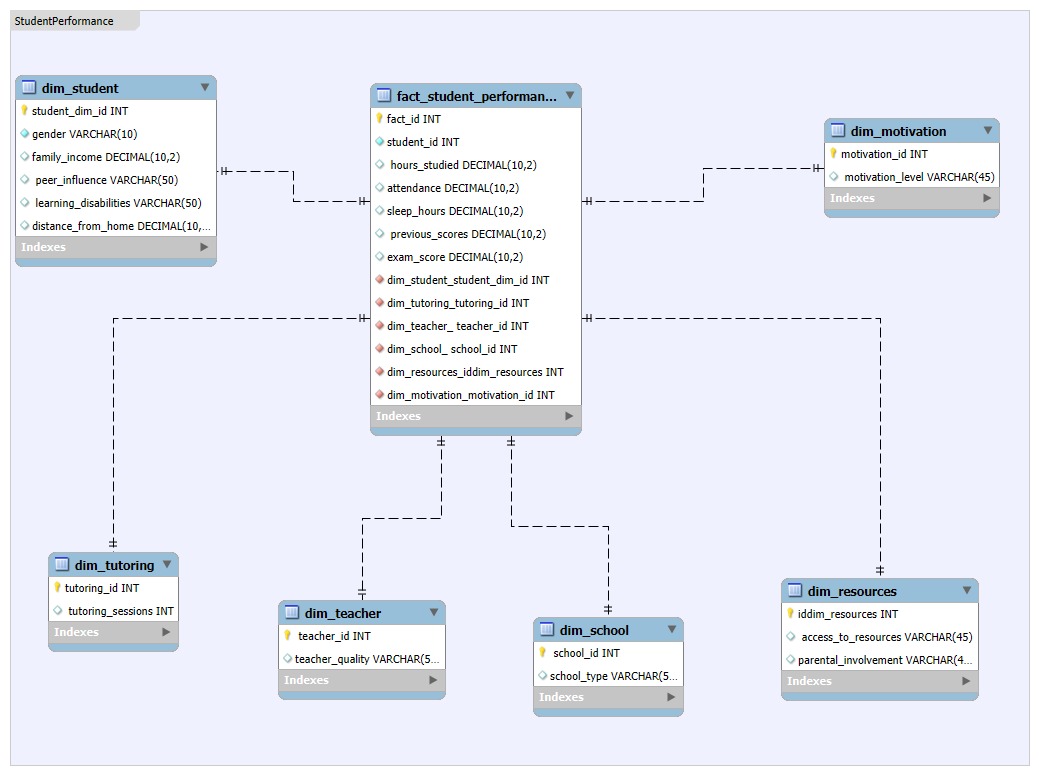 StudentPerformance
dim_student
student_dim_id INT
gender VARCHAR(10)
family_income DECIMAL(10,2)
peer_influence VARCHAR(50)
learning_disabilities VARCHAR(50)
distance_from_home DECIMAL(10,...
Indexes
fact_student_performan...
fact_id INT
student_id INT
hours_studied DECIMAL(10,2)
attendance DECIMAL(10,2)
sleep_hours DECIMAL(10,2)
previous_scores DECIMAL(10,2)
exam_score DECIMAL(10,2)
dim_student_student_dim_id INT
dim_tutoring_tutoring_id INT
dim_teacher_ teacher_id INT
dim_school_ school_id INT
dim_resources_iddim_resources INT
dim_motivation_motivation_id INT
Indexes
dim_motivation
motivation_id INT
motivation_level VARCHAR(45)
Indexes
dim_tutoring
tutoring_id INT
tutoring_sessions INT
Indexes
dim_teacher
teacher_id INT
teacher_quality VARCHAR(5...
Indexes
dim_school
school_id INT
school_type VARCHAR(5...
Indexes
dim_resources
iddim_resources INT
access_to_resources VARCHAR(45)
parental_involvement VARCHAR(4...
Indexes